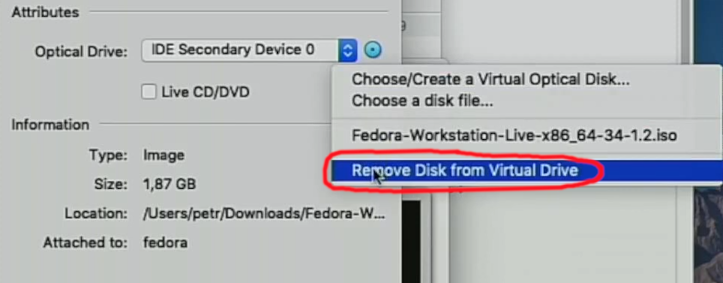 Attributes
Optical Drive: IDE Secondary Device 0
Live CD/DVD
Information
Type: Image
Size: 1,87 GB
Location: /Users/petr/Downloads/Fedora-W...
Attached to: fedora
Choose/Create a Virtual Optical Disk...
Choose a disk file...
Fedora-Workstation-Live-x86_64-34-1.2.iso
Remove Disk from Virtual Drive